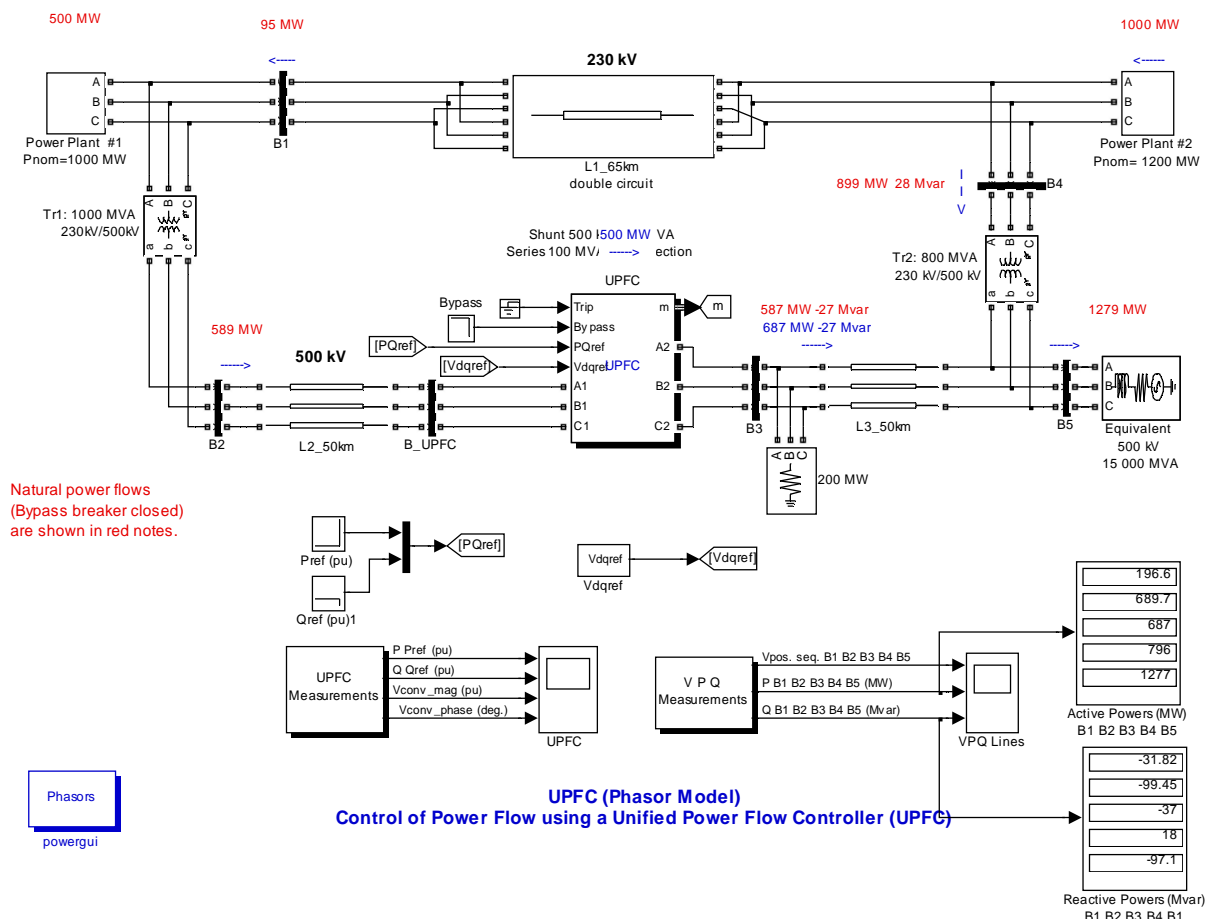 500 MW
95 MW
1000 MW
<-----
230 kV
<-----
A
B
C
A
B
C
Power Plant #1
Pnom=1000 MW
B1
L1_65km
double circuit
Power Plant #2
Pnom= 1200 MW
899 MW 28 Mvar
I
I
V
B4
A
B
C
Tr1: 1000 MVA
230kV/500kV
a
b
c
Shunt 500
500 MW
VA
Series 100 MVA
------>
ection
A
B
C
Tr2: 800 MVA
230 kV/500 kV
a
b
c
UPFC
Bypass
Trip
m
m
By pass
[PQref]
PQref
[Vdqref]
Vdqref
UPFC
A2
B2
C2
A1
B1
C1
589 MW
------>
500 kV
587 MW -27 Mvar
687 MW -27 Mvar
------>
1279 MW
------>
B2
L2_50km
B_UPFC
B3
L3_50km
B5
A
B
C
Equivalent
500 kV
15 000 MVA
A
B
C
200 MW
Natural power flows
(Bypass breaker closed)
are shown in red notes.
Pref (pu)
[PQref]
Qref (pu)1
Vdqref
Vdqref
[Vdqref]
196.6
689.7
687
796
1277
Active Powers (MW)
B1 B2 B3 B4 B5
UPFC
Measurements
P Pref (pu)
Q Qref (pu)
Vconv_mag (pu)
Vconv_phase (deg.)
UPFC
V P Q
Measurements
Vpos. seq. B1 B2 B3 B4 B5
P B1 B2 B3 B4 B5 (MW)
Q B1 B2 B3 B4 B5 (Mvar)
VPQ Lines
-31.82
-99.45
-37
18
-97.1
Reactive Powers (Mvar)
B1 B2 B3 B4 B1
Phasors
powergui
UPFC (Phasor Model)
Control of Power Flow using a Unified Power Flow Controller (UPFC)